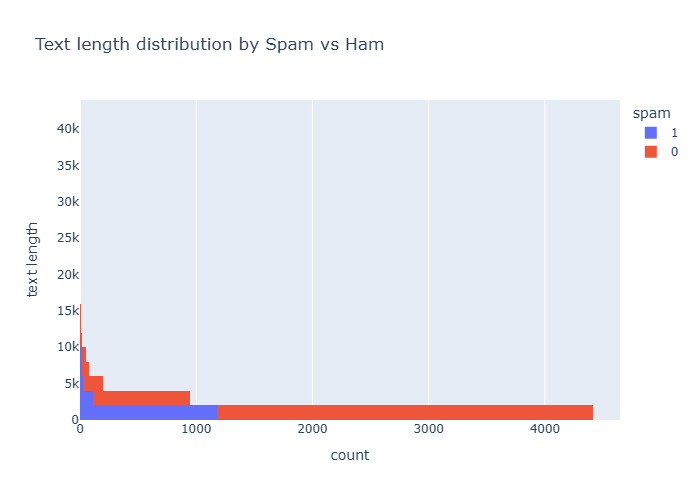 Text length distribution by Spam vs Ham
spam
1
0
40k
35k
30k
25k
20k
15k
10k
5k
0
text length
0 1000 2000 3000 4000
count